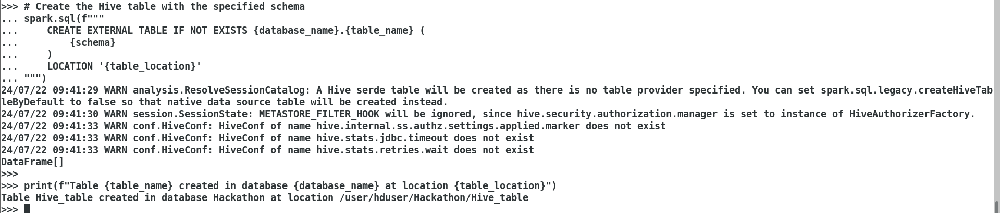 >>> # Create the Hive table with the specified schema
... spark.sql(f"""
...     CREATE EXTERNAL TABLE IF NOT EXISTS {database_name}.{table_name} (
...         {schema}
...     )
...     LOCATION '{table_location}'
... """)
24/07/22 09:41:29 WARN analysis.ResolveSessionCatalog: A Hive serde table will be created as there is no table provider specified. You can set spark.sql.legacy.createHiveTab
leByDefault to false so that native data source table will be created instead.
24/07/22 09:41:30 WARN session.SessionState: METASTORE_FILTER_HOOK will be ignored, since hive.security.authorization.manager is set to instance of HiveAuthorizerFactory.
24/07/22 09:41:33 WARN conf.HiveConf: HiveConf of name hive.internal.ss.authz.settings.applied.marker does not exist
24/07/22 09:41:33 WARN conf.HiveConf: HiveConf of name hive.stats.jdbc.timeout does not exist
24/07/22 09:41:33 WARN conf.HiveConf: HiveConf of name hive.stats.retries.wait does not exist
DataFrame[]
>>>
>>> print(f"Table {table_name} created in database {database_name} at location {table_location}")
Table Hive_table created in database Hackathon at location /user/hduser/Hackathon/Hive_table
>>>